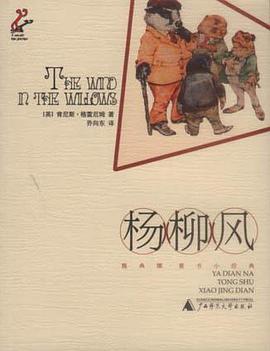 THE WIND
IN THE WILLOWS
［英］肯尼斯·格雷厄姆 著
乔向东 译
杨柳风
雅典娜童书小经典
YA DIAN NA
TONG SHU
XIAO JING DIAN
广西师范大学出版社